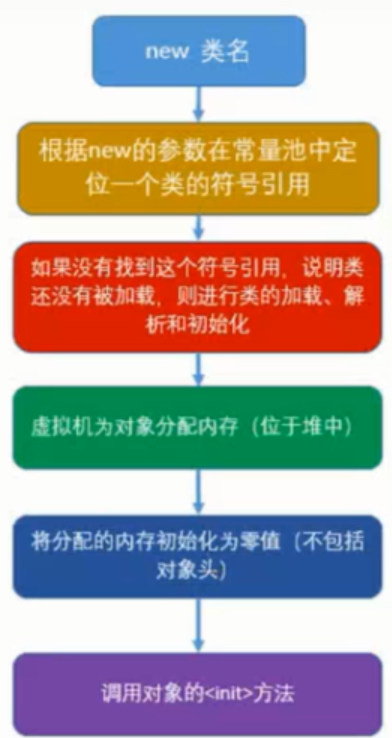 new 类名
根据new的参数在常量池中定
位一个类的符号引用
如果没有找到这个符号引用，说明类
还没有被加载，则进行类的加载、解
析和初始化
虚拟机为对象分配内存（位于堆中）
将分配的内存初始化为零值（不包括
对象头）
调用对象的<init>方法